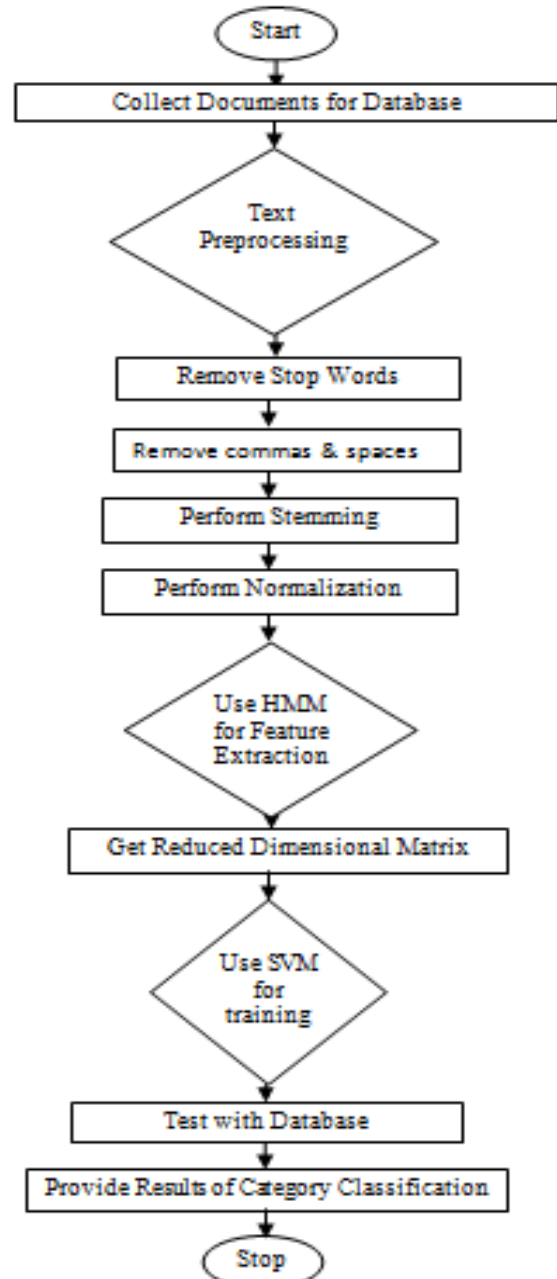 Start
Collect Documents for Database
Text
Preprocessing
Remove Stop Words
Remove commas & spaces
Perform Stemming
Perform Normalization
Use HMM
for Feature
Extraction
Get Reduced Dimensional Matrix
Use SVM
for
training
Test with Database
Provide Results of Category Classification
Stop